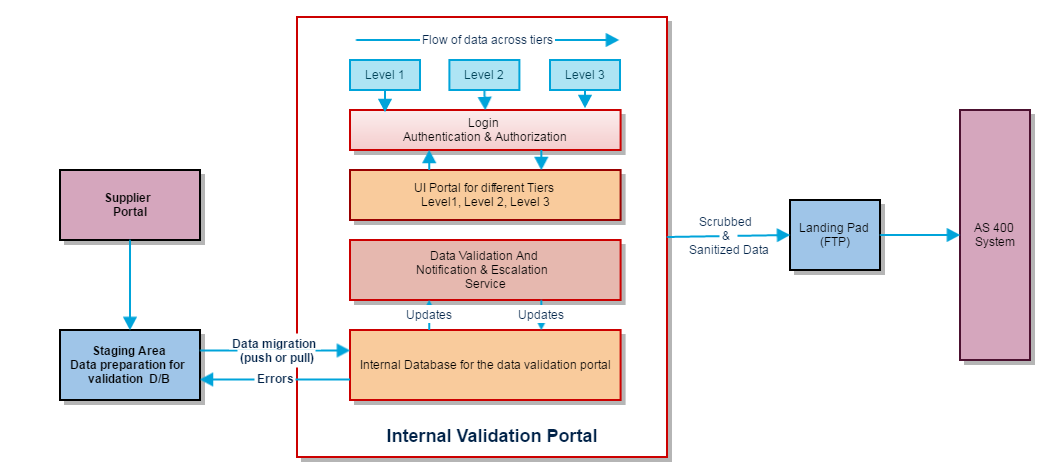 Flow of data across tiers
Level 1
Level 2
Level 3
Login
Authentication & Authorization
UI Portal for different Tiers
Level1, Level 2, Level 3
Supplier
Portal
Data Validation And
Notification & Escalation
Service
Updates
Updates
Staging Area
Data preparation for
validation D/B
Data migration
(push or pull)
Errors
Internal Database for the data validation portal
Internal Validation Portal
Scrubbed
&
Sanitized Data
Landing Pad
(FTP)
AS 400
System